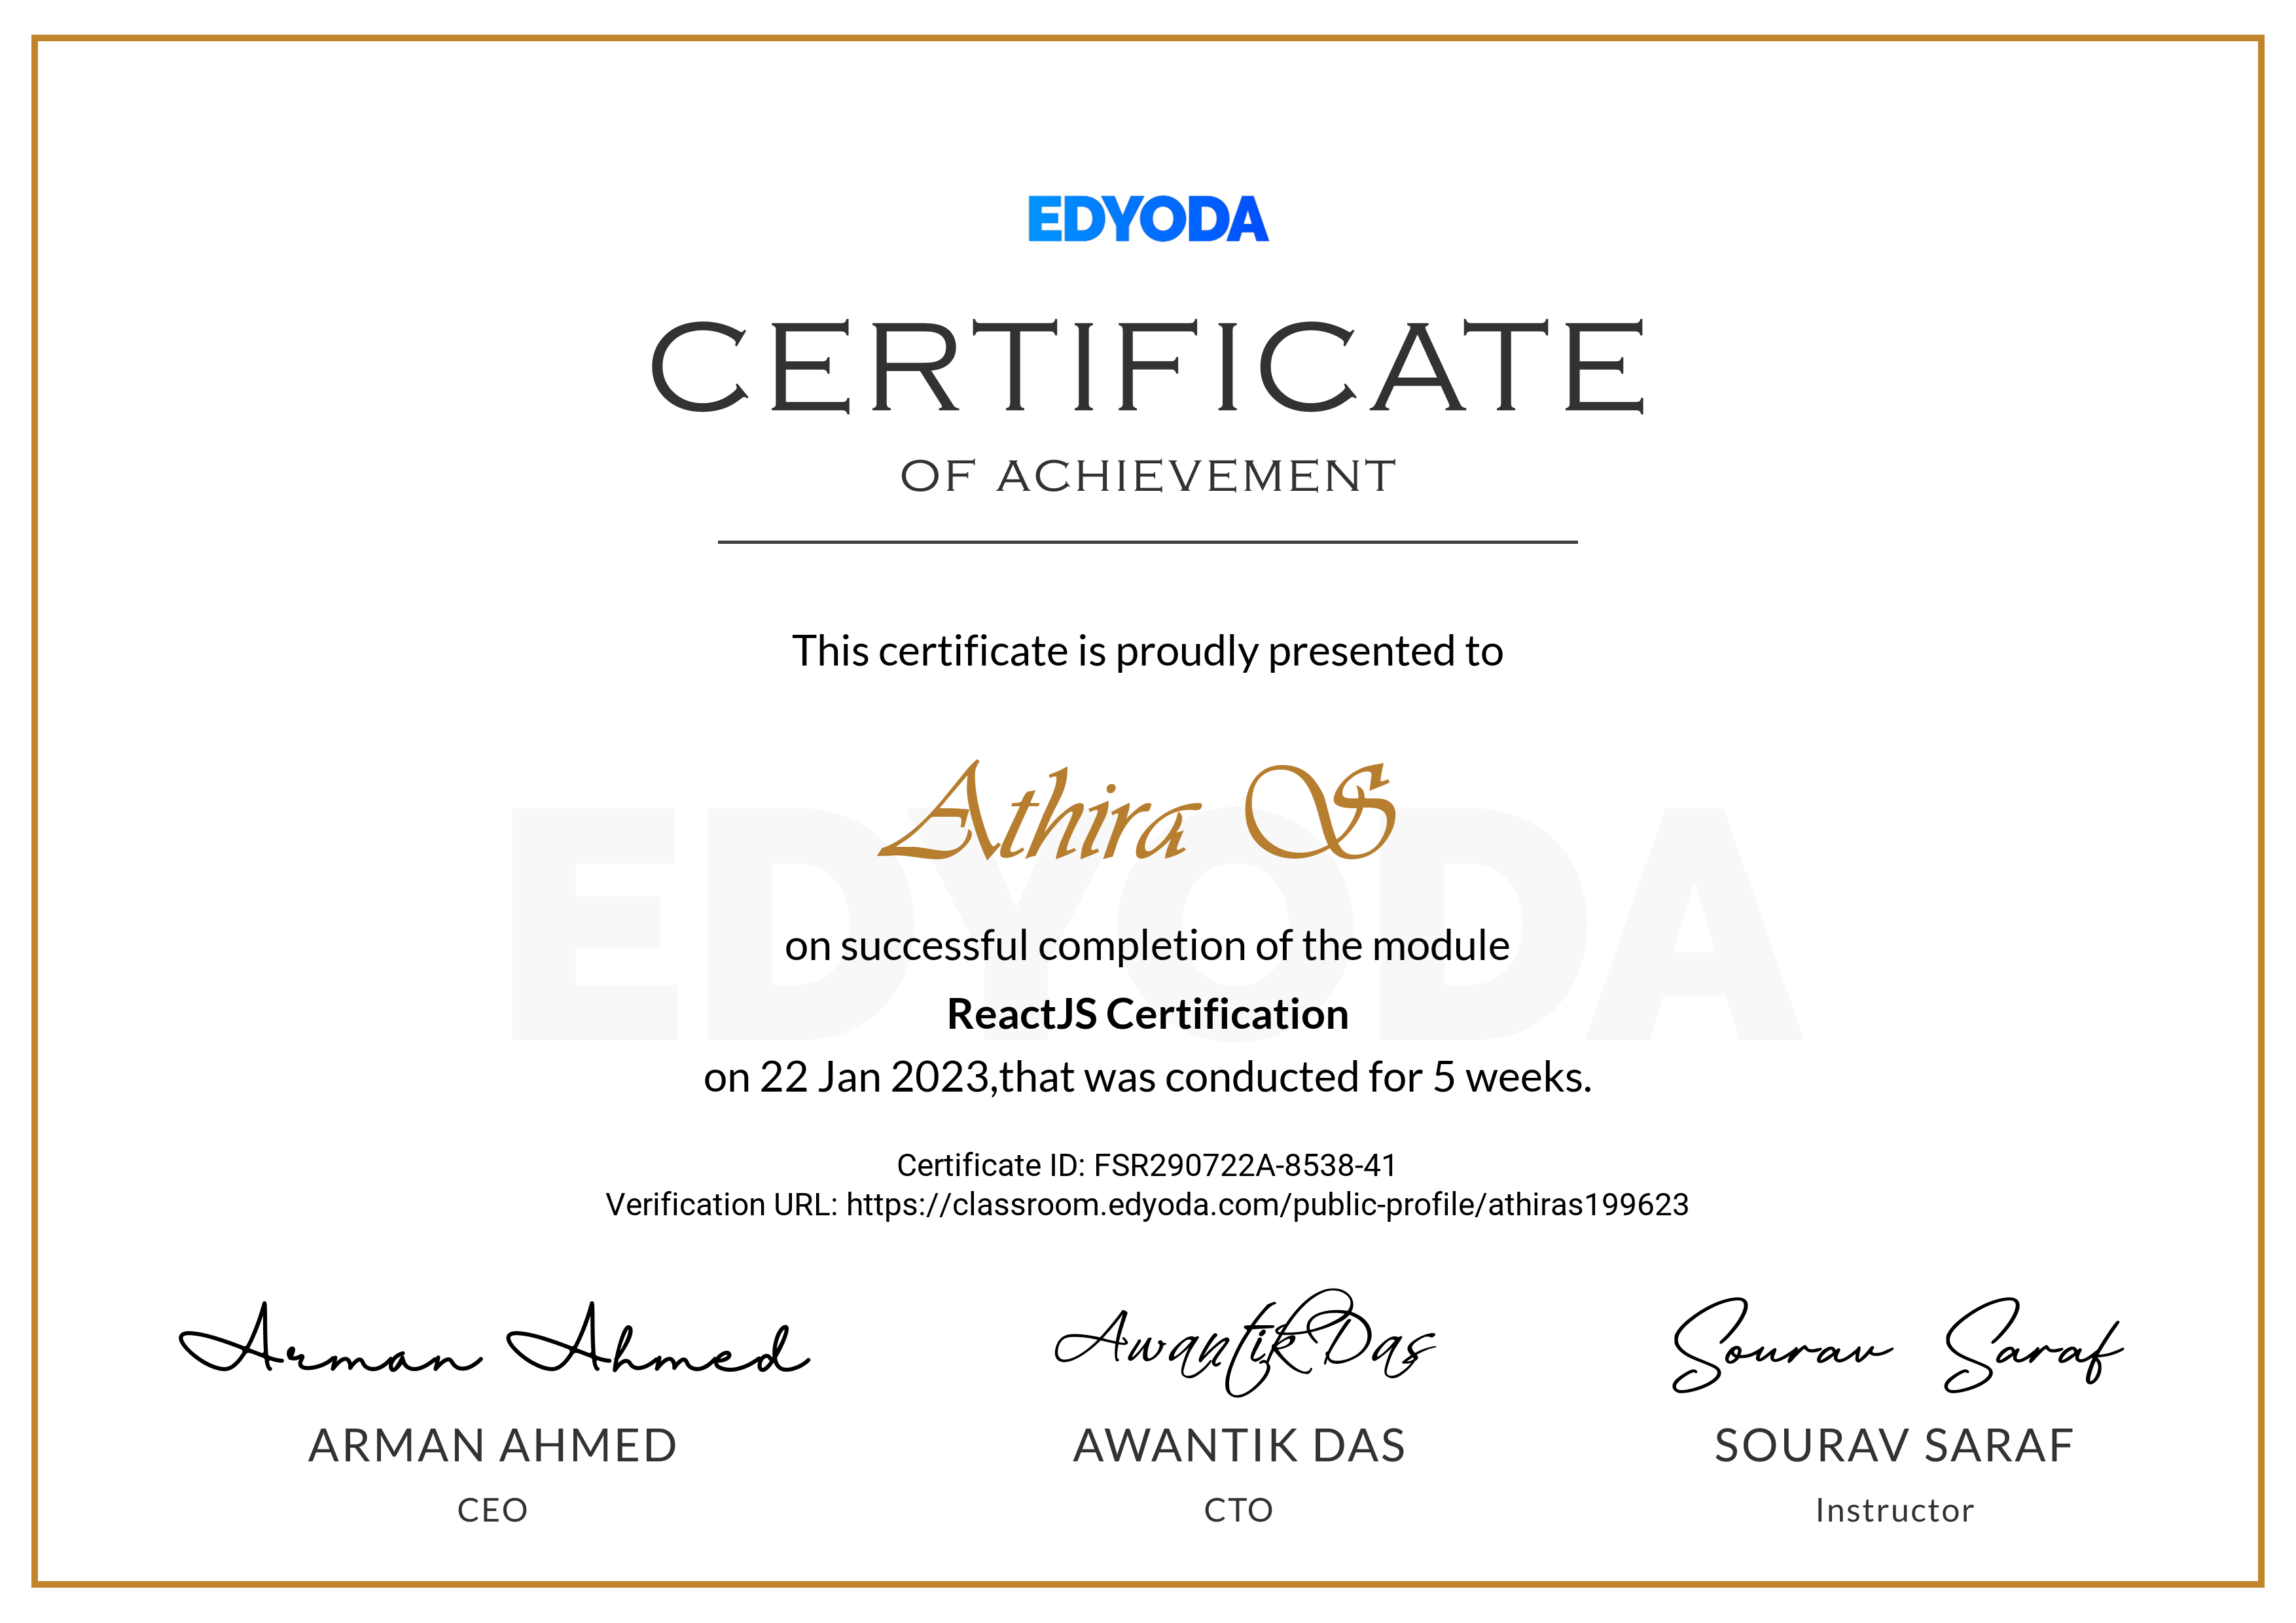 EDYODA
CERTIFICATE
OF ACHIEVEMENT
This certificate is proudly presented to
Athira S
EDYODA
on successful completion of the module
ReactJS Certification
on 22 Jan 2023,that was conducted for 5 weeks.
Certificate ID: FSR290722A-8538-41
Verification URL: https://classroom.edyoda.com/public-profile/athiras199623
Arman Ahmed Awantik Das Sourav Saraf
ARMAN AHMED AWANTIK DAS SOURAV SARAF
CEO CTO Instructor